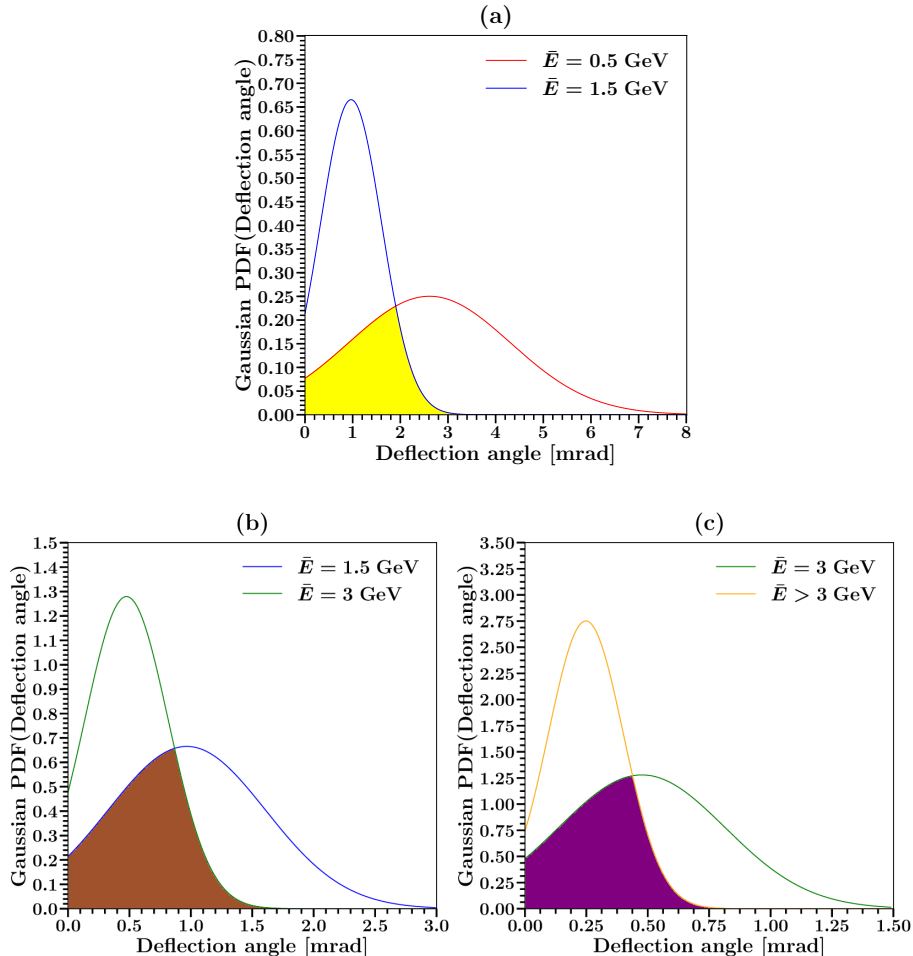 (a)
Gaussian PDF(Deflection angle)
0.80
0.75
0.70
0.65
0.60
0.55
0.50
0.45
0.40
0.35
0.30
0.25
0.20
0.15
0.10
0.05
0.00
Ē = 0.5 GeV
Ē = 1.5 GeV
0 1 2 3 4 5 6 7 8
Deflection angle [mrad]
(b)
Gaussian PDF(Deflection angle)
1.5
1.4
1.3
1.2
1.1
1.0
0.9
0.8
0.7
0.6
0.5
0.4
0.3
0.2
0.1
0.0
Ē = 1.5 GeV
Ē = 3 GeV
0.0 0.5 1.0 1.5 2.0 2.5 3.0
Deflection angle [mrad]
(c)
Gaussian PDF(Deflection angle)
3.50
3.25
3.00
2.75
2.50
2.25
2.00
1.75
1.50
1.25
1.00
0.75
0.50
0.25
0.00
Ē = 3 GeV
Ē > 3 GeV
0.00 0.25 0.50 0.75 1.00 1.25 1.50
Deflection angle [mrad]